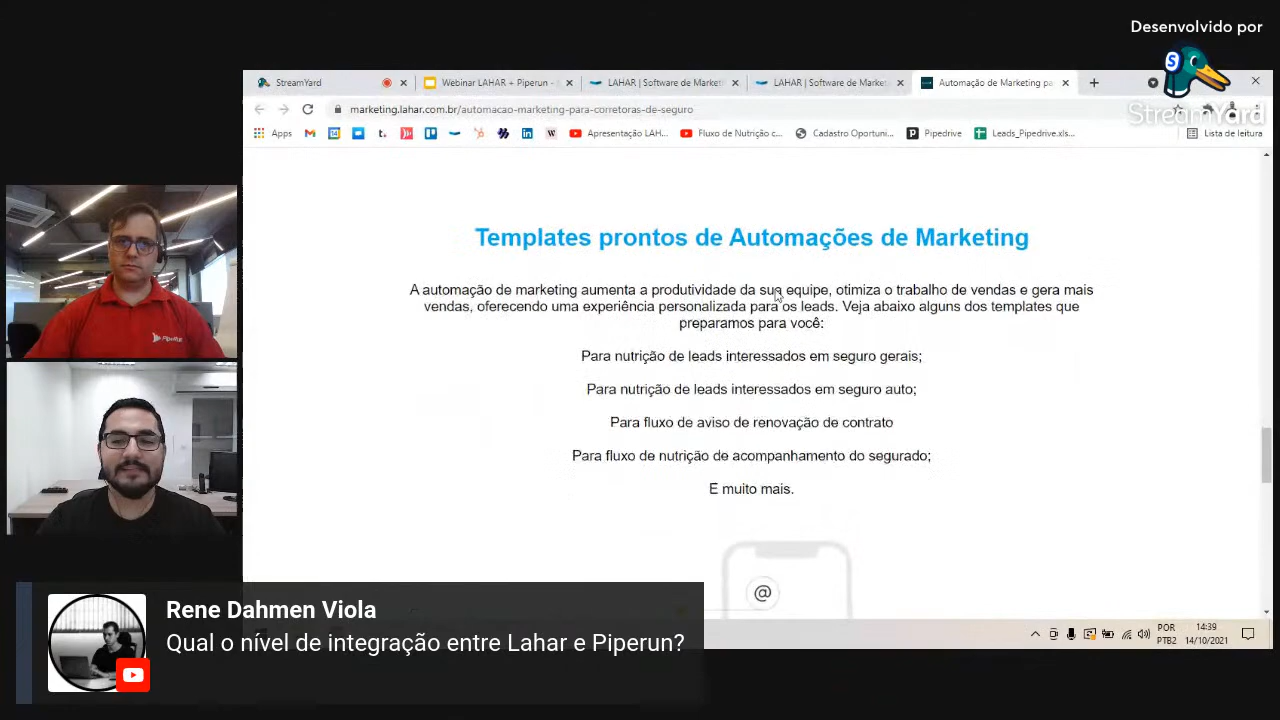 Desenvolvido por
StreamYard
StreamYard
Webinar LAHAR + Piperun -
LAHAR | Software de Marketi
LAHAR | Software de Marketi
Automação de Marketing pa
marketing.lahar.com.br/automacao-marketing-para-corretoras-de-seguro
Apps
Apresentação LAH...
Fluxo de Nutrição c...
Cadastro Oportuni...
Pipedrive
Leads_Pipedrive.xls...
Lista de leitura
Templates prontos de Automações de Marketing
A automação de marketing aumenta a produtividade da sua equipe, otimiza o trabalho de vendas e gera mais
vendas, oferecendo uma experiência personalizada para os leads. Veja abaixo alguns dos templates que
preparamos para você:
Para nutrição de leads interessados em seguro gerais;
Para nutrição de leads interessados em seguro auto;
Para fluxo de aviso de renovação de contrato
Para fluxo de nutrição de acompanhamento do segurado;
E muito mais.
@
PipeRun
POR
PTB2
14:39
14/10/2021
Rene Dahmen Viola
Qual o nível de integração entre Lahar e Piperun?